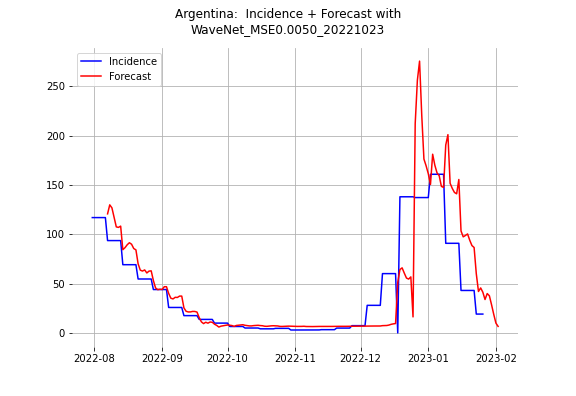 Argentina:  Incidence + Forecast with
WaveNet_MSE0.0050_20221023
Incidence
Forecast
250
200
150
100
50
0
2022-08 2022-09 2022-10 2022-11 2022-12 2023-01 2023-02